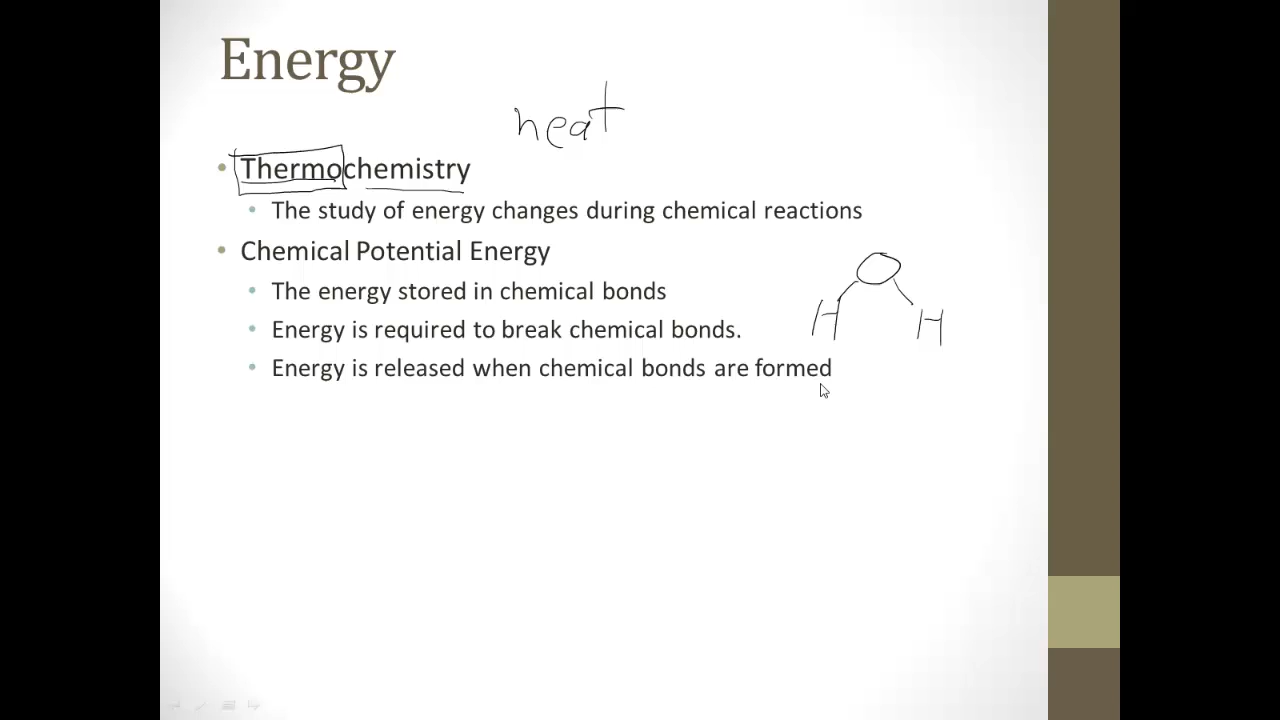 Energy
heat
• Thermochemistry
• The study of energy changes during chemical reactions
• Chemical Potential Energy
• The energy stored in chemical bonds
• Energy is required to break chemical bonds.
• Energy is released when chemical bonds are formed
O
H H